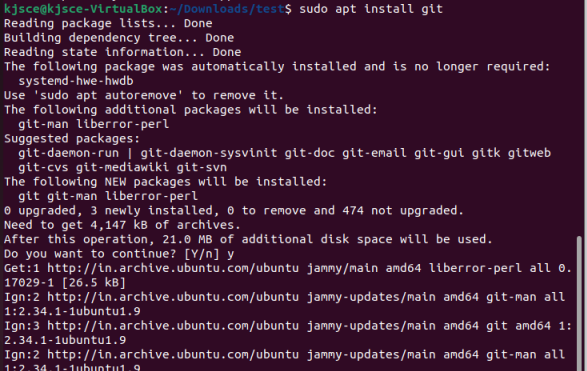 kjsce@kjsce-VirtualBox:~/Downloads/test$ sudo apt install git
Reading package lists... Done
Building dependency tree... Done
Reading state information... Done
The following package was automatically installed and is no longer required:
  systemd-hwe-hwdb
Use 'sudo apt autoremove' to remove it.
The following additional packages will be installed:
  git-man liberror-perl
Suggested packages:
  git-daemon-run | git-daemon-sysvinit git-doc git-email git-gui gitk gitweb
  git-cvs git-mediawiki git-svn
The following NEW packages will be installed:
  git git-man liberror-perl
0 upgraded, 3 newly installed, 0 to remove and 474 not upgraded.
Need to get 4,147 kB of archives.
After this operation, 21.0 MB of additional disk space will be used.
Do you want to continue? [Y/n] y
Get:1 http://in.archive.ubuntu.com/ubuntu jammy/main amd64 liberror-perl all 0.
17029-1 [26.5 kB]
Ign:2 http://in.archive.ubuntu.com/ubuntu jammy-updates/main amd64 git-man all
1:2.34.1-1ubuntu1.9
Ign:3 http://in.archive.ubuntu.com/ubuntu jammy-updates/main amd64 git amd64 1:
2.34.1-1ubuntu1.9
Ign:2 http://in.archive.ubuntu.com/ubuntu jammy-updates/main amd64 git-man all
1:2.34.1-1ubuntu1.9